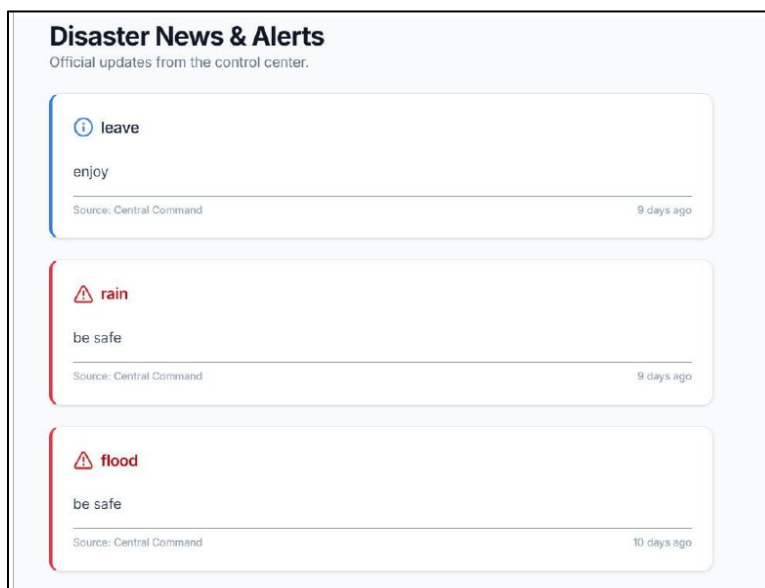 Disaster News & Alerts
Official updates from the control center.
leave
enjoy
Source: Central Command 9 days ago
rain
be safe
Source: Central Command 9 days ago
flood
be safe
Source: Central Command 10 days ago